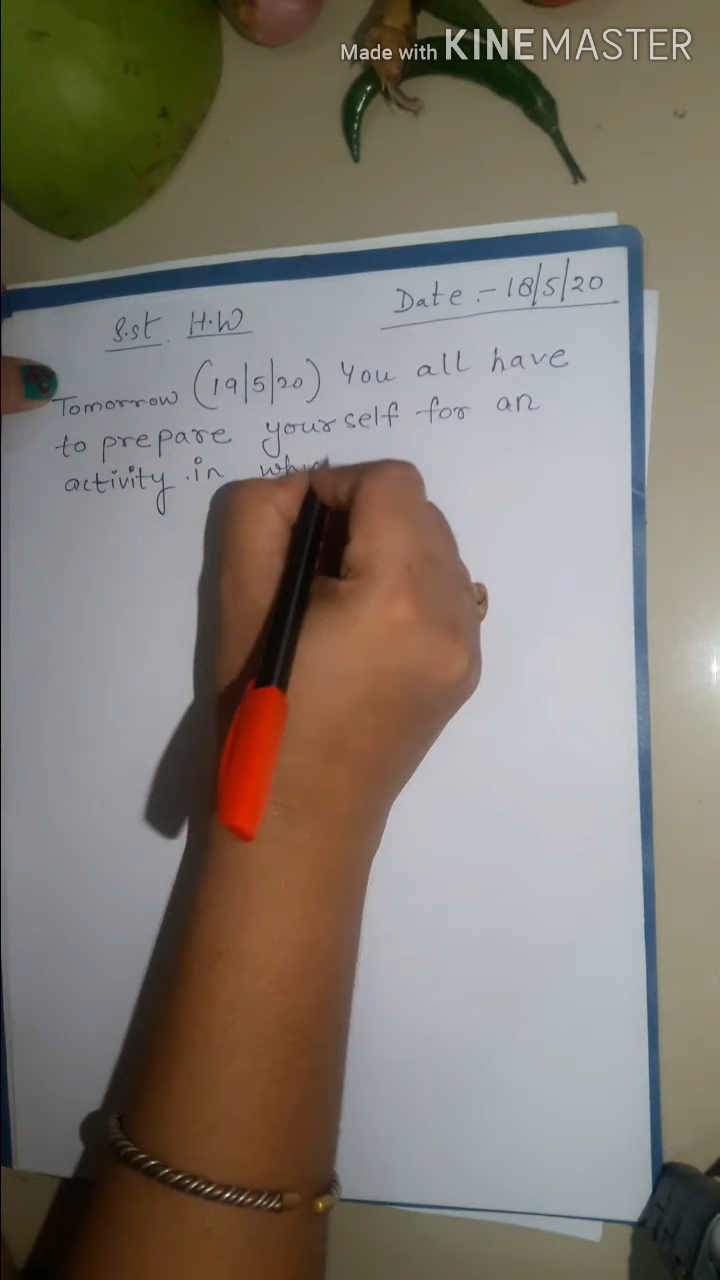 Made with KINEMASTER
S.st H.W Date :- 18/5/20
Tomorrow (19/5/20) You all have
to prepare yourself for an
activity .in